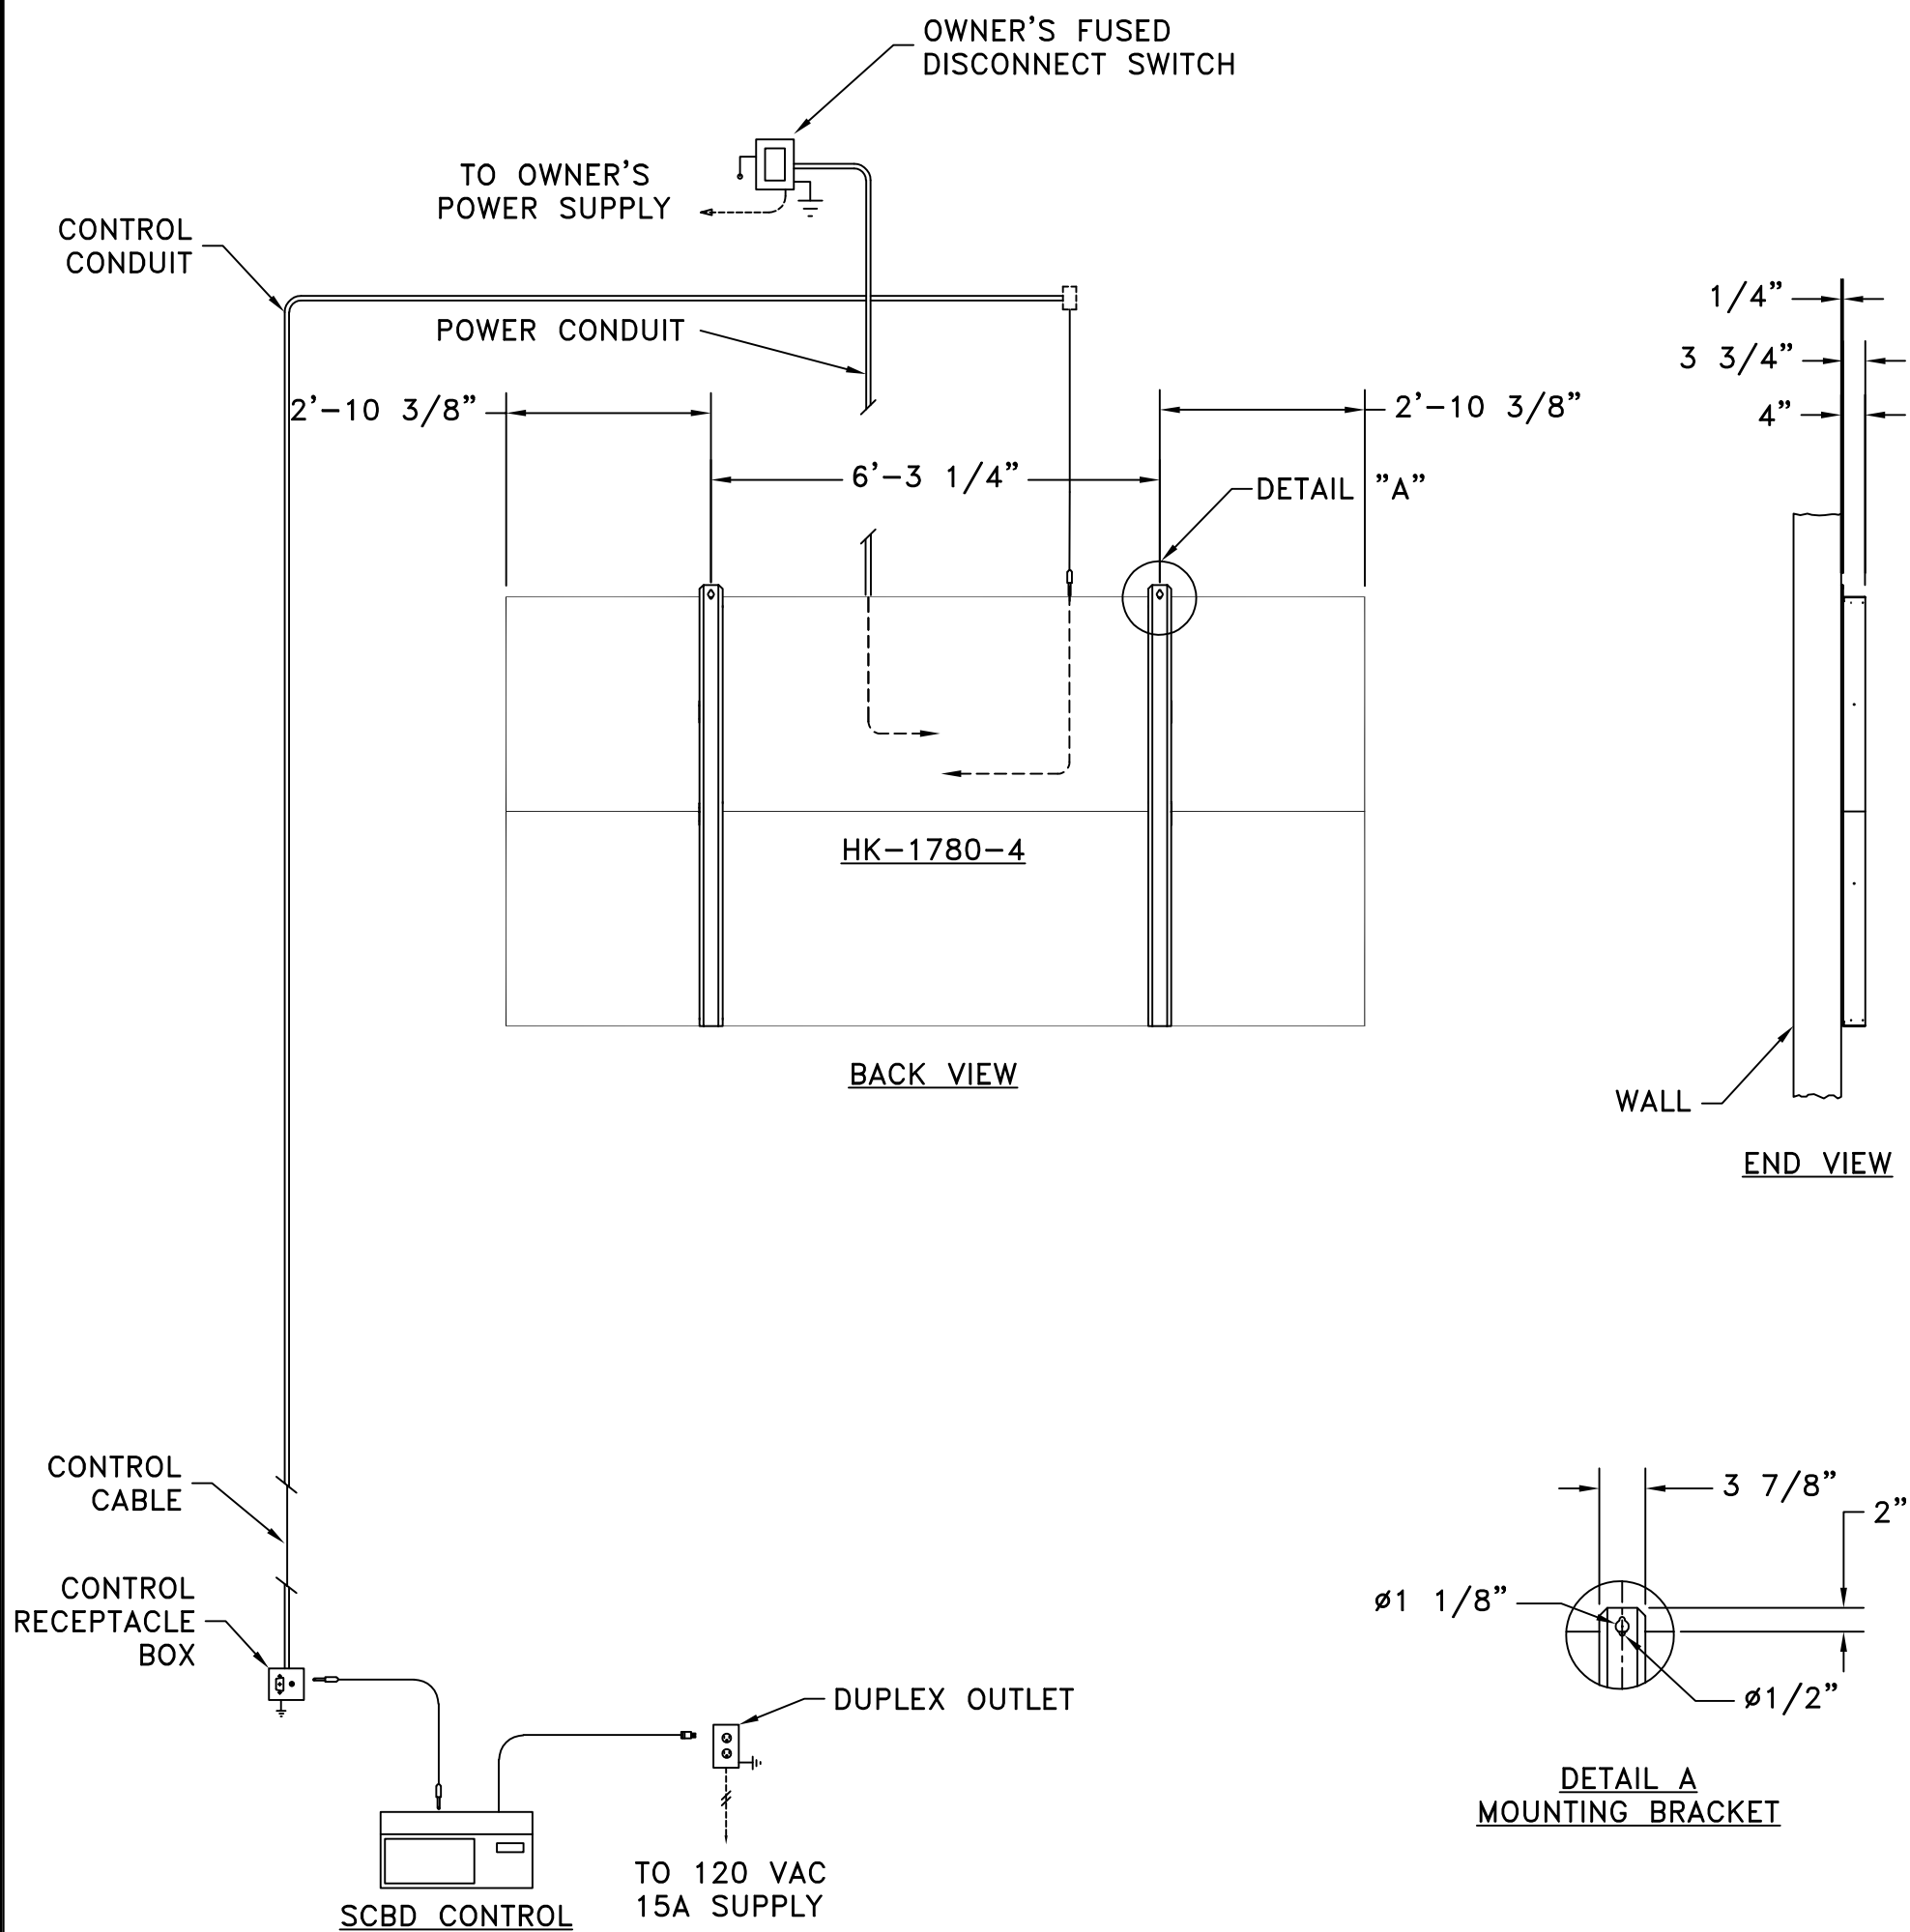 OWNER'S FUSED
DISCONNECT SWITCH
TO OWNER'S
POWER SUPPLY
CONTROL
CONDUIT
POWER CONDUIT
2'-10 3/8"
2'-10 3/8"
6'-3 1/4"
DETAIL "A"
1/4"
3 3/4"
4"
HK-1780-4
BACK VIEW
WALL
END VIEW
CONTROL
CABLE
CONTROL
RECEPTACLE
BOX
DUPLEX OUTLET
TO 120 VAC
15A SUPPLY
SCBD CONTROL
3 7/8"
2"
ø1 1/8"
ø1/2"
DETAIL A
MOUNTING BRACKET